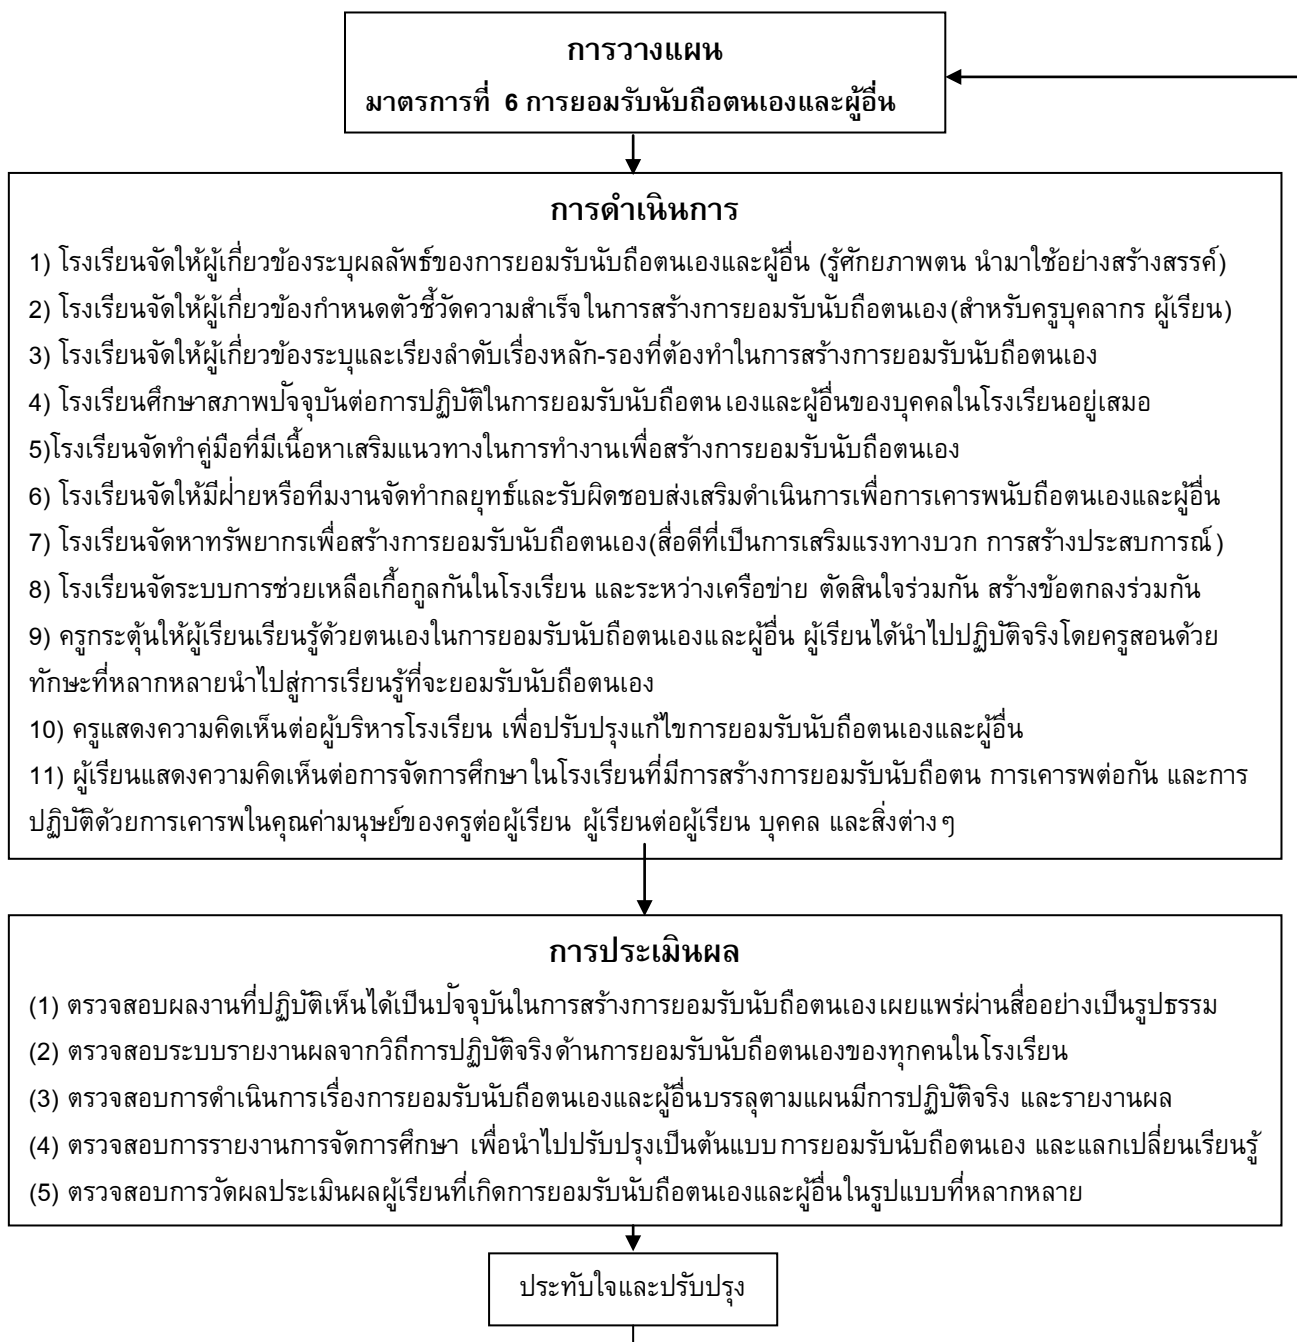 การวางแผน
มาตรการที่ 6 การยอมรับนับถือตนเองและผู้อื่น
การดำเนินการ
1) โรงเรียนจัดให้ผู้เกี่ยวข้องระบุผลลัพธ์ของการยอมรับนับถือตนเองและผู้อื่น (รู้ศักยภาพตน นำมาใช้อย่างสร้างสรรค์)
2) โรงเรียนจัดให้ผู้เกี่ยวข้องกำหนดตัวชี้วัดความสำเร็จในการสร้างการยอมรับนับถือตนเอง(สำหรับครูบุคลากร ผู้เรียน)
3) โรงเรียนจัดให้ผู้เกี่ยวข้องระบุและเรียงลำดับเรื่องหลัก-รองที่ต้องทำในการสร้างการยอมรับนับถือตนเอง
4) โรงเรียนศึกษาสภาพปัจจุบันต่อการปฏิบัติในการยอมรับนับถือตน เองและผู้อื่นของบุคคลในโรงเรียนอยู่เสมอ
5)โรงเรียนจัดทำคู่มือที่มีเนื้อหาเสริมแนวทางในการทำงานเพื่อสร้างการยอมรับนับถือตนเอง
6) โรงเรียนจัดให้มีฝ่ายหรือทีมงานจัดทำกลยุทธ์และรับผิดชอบส่งเสริมดำเนินการเพื่อการเคารพนับถือตนเองและผู้อื่น
7) โรงเรียนจัดหาทรัพยากรเพื่อสร้างการยอมรับนับถือตนเอง(สื่อดีที่เป็นการเสริมแรงทางบวก การสร้างประสบการณ์)
8) โรงเรียนจัดระบบการช่วยเหลือเกื้อกูลกันในโรงเรียน และระหว่างเครือข่าย ตัดสินใจร่วมกัน สร้างข้อตกลงร่วมกัน
9) ครูกระตุ้นให้ผู้เรียนเรียนรู้ด้วยตนเองในการยอมรับนับถือตนเองและผู้อื่น ผู้เรียนได้นำไปปฏิบัติจริงโดยครูสอนด้วย
ทักษะที่หลากหลายนำไปสู่การเรียนรู้ที่จะยอมรับนับถือตนเอง
10) ครูแสดงความคิดเห็นต่อผู้บริหารโรงเรียน เพื่อปรับปรุงแก้ไขการยอมรับนับถือตนเองและผู้อื่น
11) ผู้เรียนแสดงความคิดเห็นต่อการจัดการศึกษาในโรงเรียนที่มีการสร้างการยอมรับนับถือตน การเคารพต่อกัน และการ
ปฏิบัติด้วยการเคารพในคุณค่ามนุษย์ของครูต่อผู้เรียน ผู้เรียนต่อผู้เรียน บุคคล และสิ่งต่างๆ
การประเมินผล
(1) ตรวจสอบผลงานที่ปฏิบัติเห็นได้เป็นปัจจุบันในการสร้างการยอมรับนับถือตนเองเผยแพร่ผ่านสื่ออย่างเป็นรูปธรรม
(2) ตรวจสอบระบบรายงานผลจากวิถีการปฏิบัติจริงด้านการยอมรับนับถือตนเองของทุกคนในโรงเรียน
(3) ตรวจสอบการดำเนินการเรื่องการยอมรับนับถือตนเองและผู้อื่นบรรลุตามแผนมีการปฏิบัติจริง และรายงานผล
(4) ตรวจสอบการรายงานการจัดการศึกษา เพื่อนำไปปรับปรุงเป็นต้นแบบการยอมรับนับถือตนเอง และแลกเปลี่ยนเรียนรู้
(5) ตรวจสอบการวัดผลประเมินผลผู้เรียนที่เกิดการยอมรับนับถือตนเองและผู้อื่นในรูปแบบที่หลากหลาย
ประทับใจและปรับปรุง